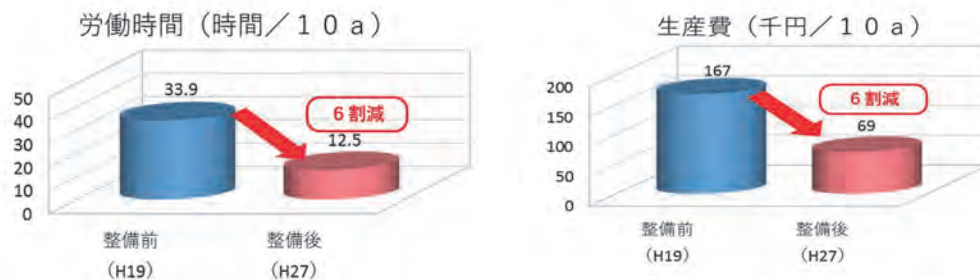 労働時間（時間／１０ａ）
50
40
30
20
10
0
33.9
６割減
12.5
整備前
（H19）
整備後
（H27）
生産費（千円／１０ａ）
200
150
100
50
0
167
６割減
69
整備前
（H19）
整備後
（H27）